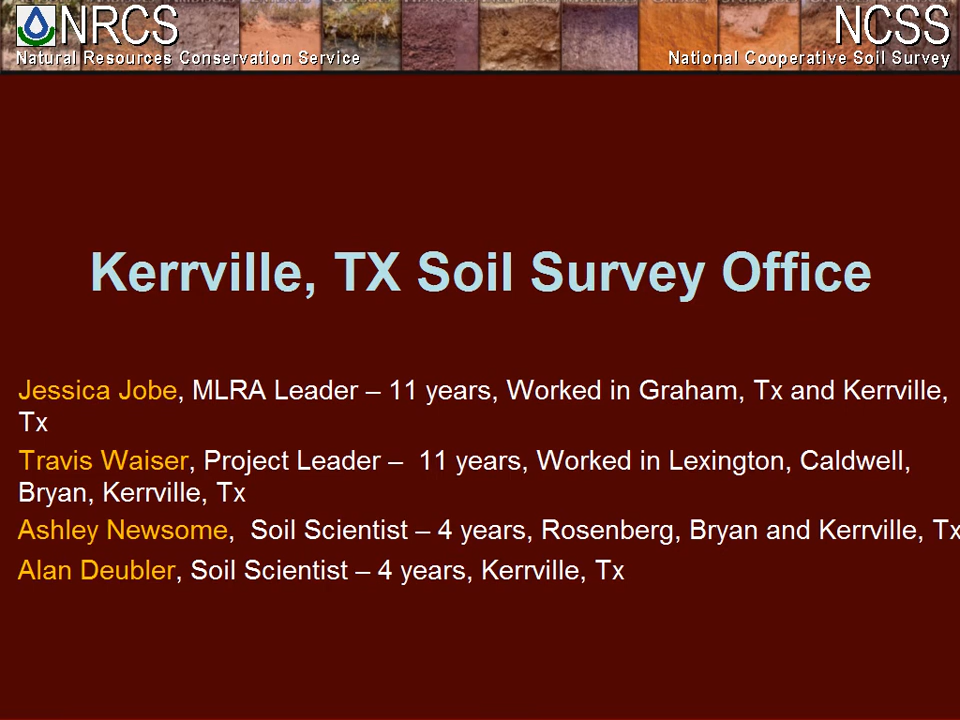 NRCS
Natural Resources Conservation Service
NCSS
National Cooperative Soil Survey
Kerrville, TX Soil Survey Office
Jessica Jobe, MLRA Leader – 11 years, Worked in Graham, Tx and Kerrville,
Tx
Travis Waiser, Project Leader –  11 years, Worked in Lexington, Caldwell,
Bryan, Kerrville, Tx
Ashley Newsome,  Soil Scientist – 4 years, Rosenberg, Bryan and Kerrville, Tx
Alan Deubler, Soil Scientist – 4 years, Kerrville, Tx